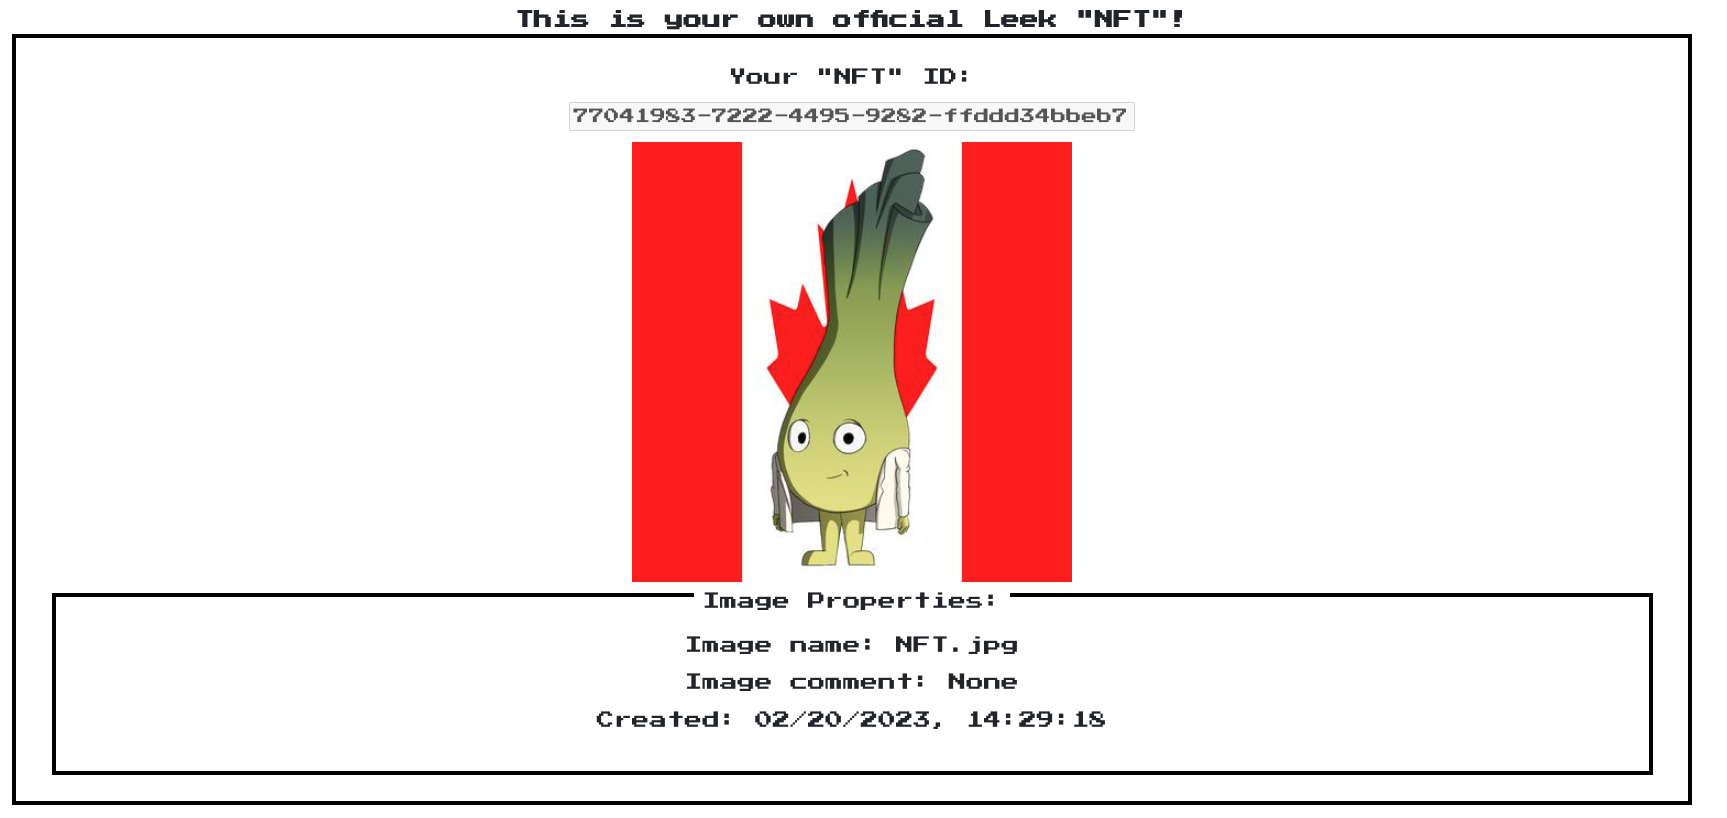 This is your own official Leek "NFT"!
Your "NFT" ID:
77041983-7222-4495-9282-ffddd34bbeb7
Image Properties:
Image name: NFT.jpg
Image comment: None
Created: 02/20/2023, 14:29:18